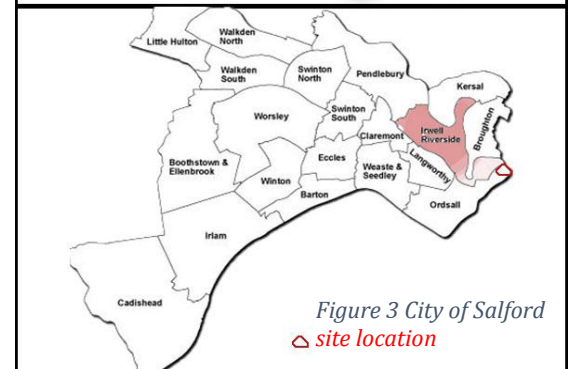 Little Hulton
Walkden
North
Walkden
South
Swinton
North
Pendlebury
Kersal
Worsley
Swinton
South
Claremont
Irwell
Riverside
Broughton
Boothstown &
Ellenbrook
Eccles
Weaste &
Seedley
Langworthy
Winton
Barton
Ordsall
Irlam
Cadishead
Figure 3 City of Salford
site location